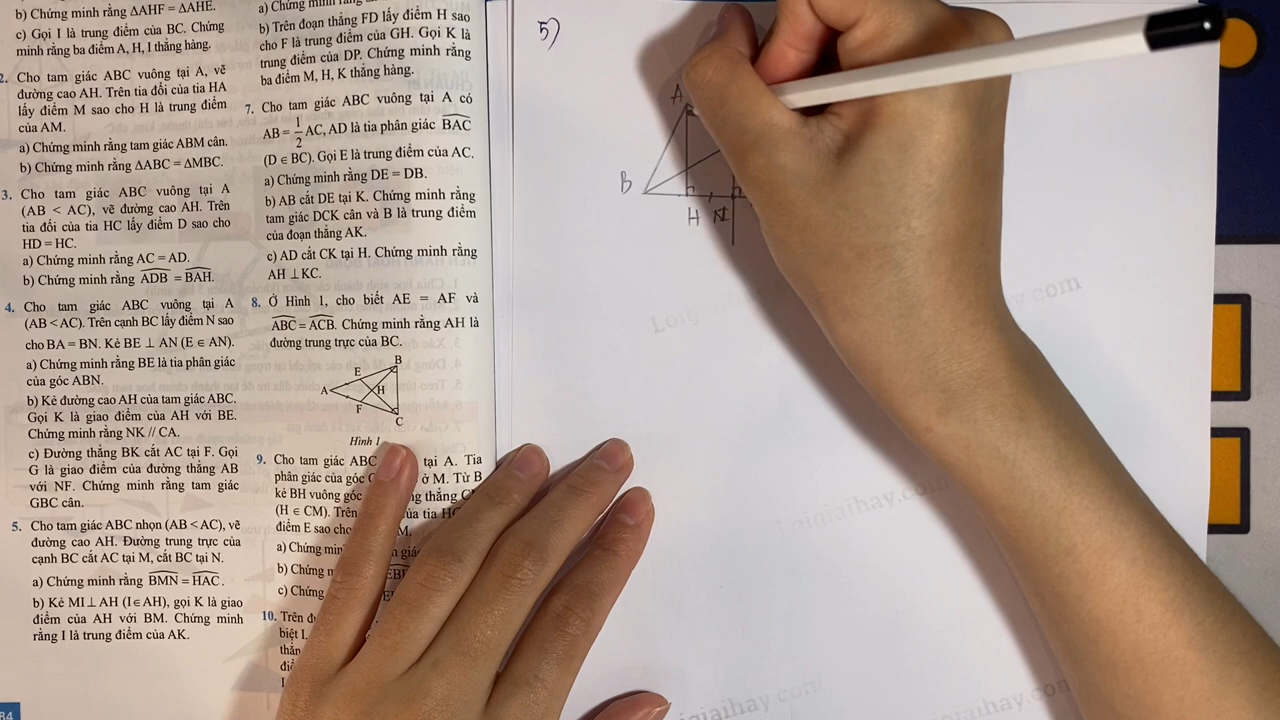 b) Chứng minh rằng ΔAHF = ΔAHE.
c) Gọi I là trung điểm của BC. Chứng
minh rằng ba điểm A, H, I thẳng hàng.
2. Cho tam giác ABC vuông tại A, vẽ
đường cao AH. Trên tia đối của tia HA
lấy điểm M sao cho H là trung điểm
của AM.
a) Chứng minh rằng tam giác ABM cân.
b) Chứng minh rằng ΔABC = ΔMBC.
3. Cho tam giác ABC vuông tại A
(AB < AC), vẽ đường cao AH. Trên
tia đối của tia HC lấy điểm D sao cho
HD = HC.
a) Chứng minh rằng AC = AD.
b) Chứng minh rằng ADB = BAH.
4. Cho tam giác ABC vuông tại A
(AB < AC). Trên cạnh BC lấy điểm N sao
cho BA = BN. Kẻ BE ⊥ AN (E ∈ AN).
a) Chứng minh rằng BE là tia phân giác
của góc ABN.
b) Kẻ đường cao AH của tam giác ABC.
Gọi K là giao điểm của AH với BE.
Chứng minh rằng NK // CA.
c) Đường thẳng BK cắt AC tại F. Gọi
G là giao điểm của đường thẳng AB
với NF. Chứng minh rằng tam giác
GBC cân.
5. Cho tam giác ABC nhọn (AB < AC), vẽ
đường cao AH. Đường trung trực của
cạnh BC cắt AC tại M, cắt BC tại N.
a) Chứng minh rằng BMN = HAC.
b) Kẻ MI ⊥ AH (I ∈ AH), gọi K là giao
điểm của AH với BM. Chứng minh
rằng I là trung điểm của AK.
84
a) Chứng minh rằng
b) Trên đoạn thẳng FD lấy điểm H sao
cho F là trung điểm của GH. Gọi K là
trung điểm của DP. Chứng minh rằng
ba điểm M, H, K thẳng hàng.
7. Cho tam giác ABC vuông tại A có
AB = 1/2 AC, AD là tia phân giác BAC
(D ∈ BC). Gọi E là trung điểm của AC.
a) Chứng minh rằng DE = DB.
b) AB cắt DE tại K. Chứng minh rằng
tam giác DCK cân và B là trung điểm
của đoạn thẳng AK.
c) AD cắt CK tại H. Chứng minh rằng
AH ⊥ KC.
8. Ở Hình 1, cho biết AE = AF và
ABC = ACB. Chứng minh rằng AH là
đường trung trực của BC.
B
E
A H
F
C
Hình 1
9. Cho tam giác ABC tại A. Tia
phân giác của góc ở M. Từ B
kẻ BH vuông góc thẳng
(H ∈ CM). Trên của tia
điểm E sao cho M.
a) Chứng
b) Chứng
c) Chứng
10. Trên
biệt I.
5)
A
B
H N
Loigiaihay.com